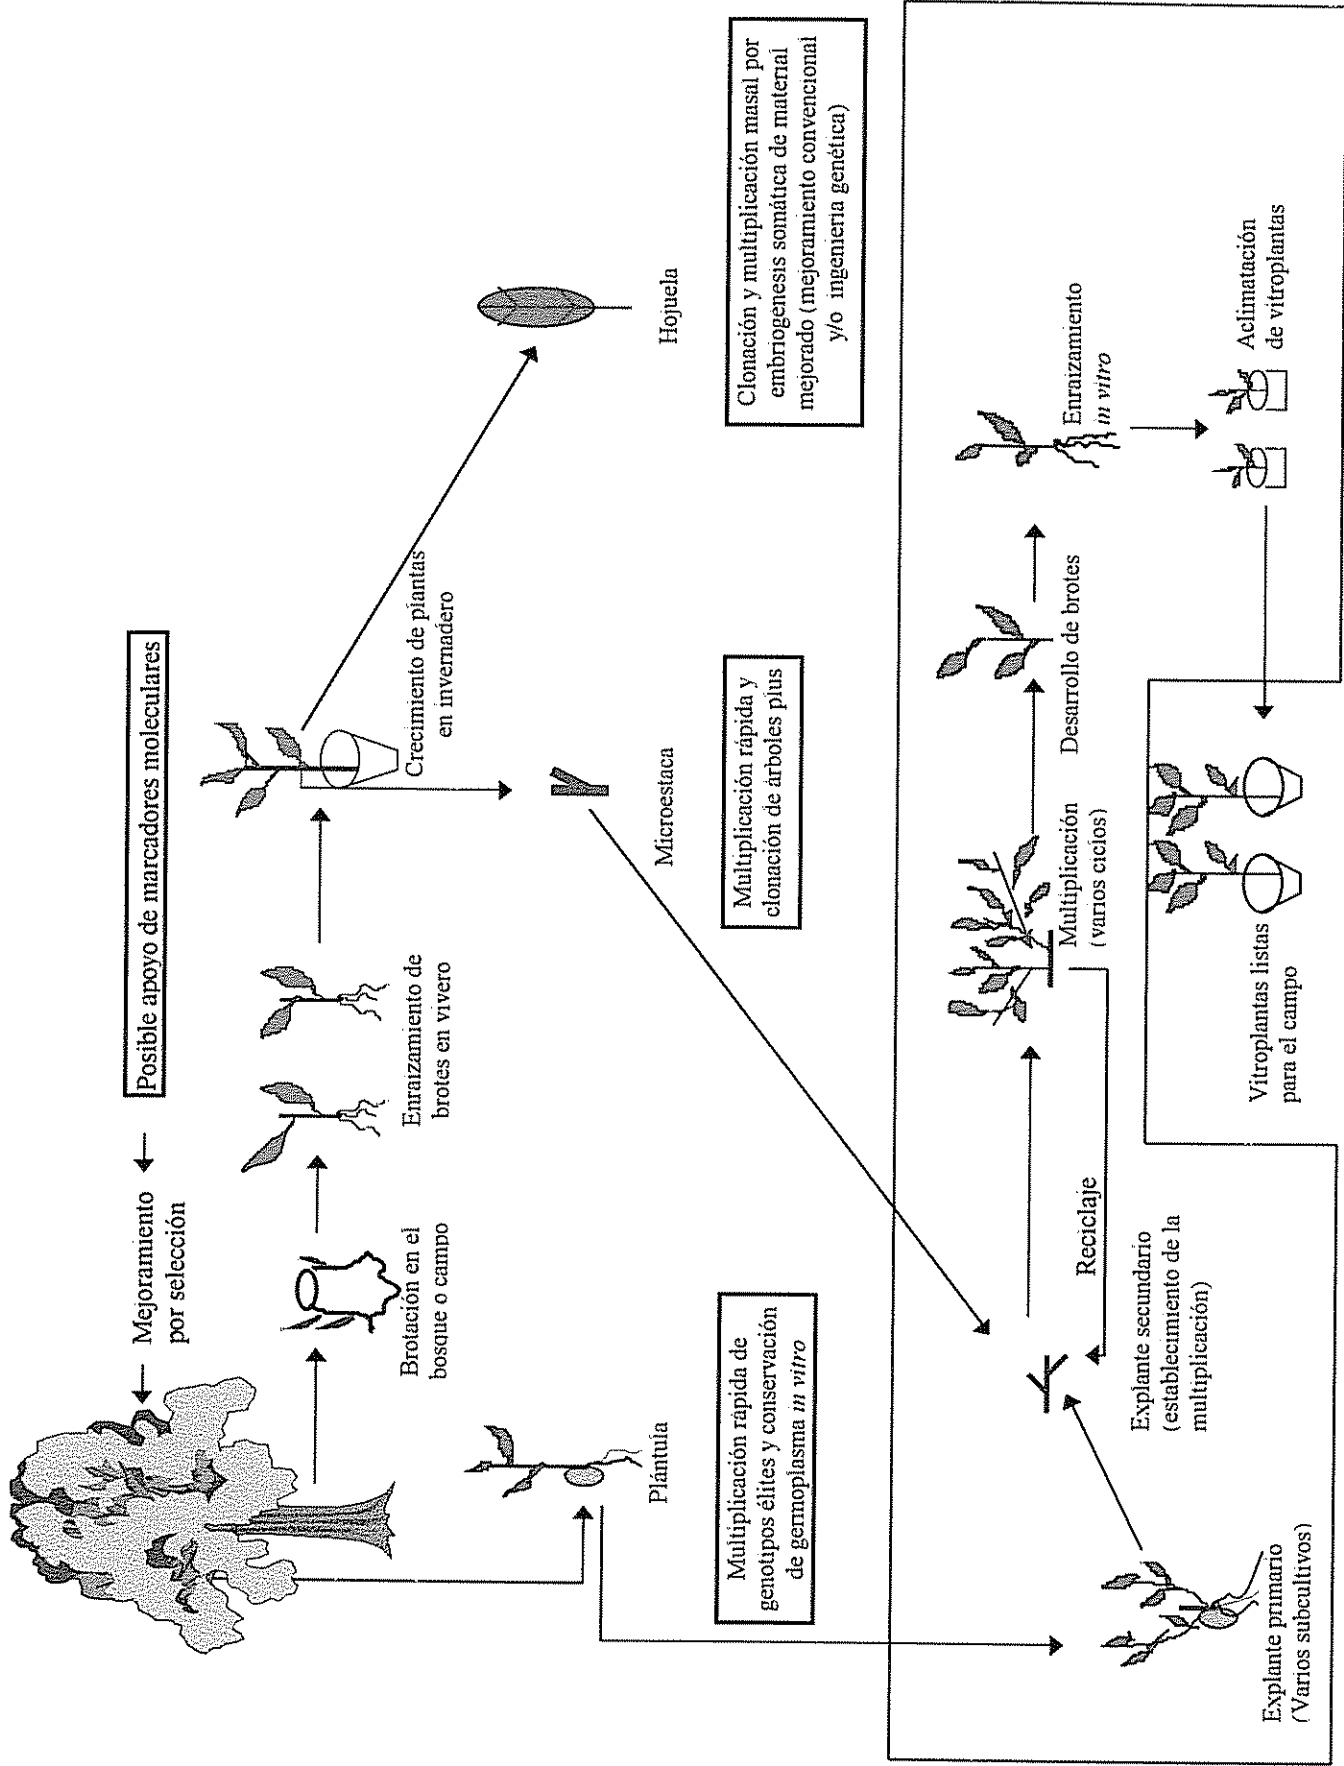 Posible apoyo de marcadores moleculares
Mejoramiento
por selección
Brotación en el
bosque o campo
Enraizamiento de
brotes en vivero
Crecimiento de plantas
en invernadero
Plántula
Microestaca
Hojuela
Multiplicación rápida de
genotipos élites y conservación
de germoplasma in vitro
Multiplicación rápida y
clonación de árboles plus
Clonación y multiplicación masal por
embriogenesis somática de material
mejorado (mejoramiento convencional
y/o ingeniería genética)
Explante primario
(Varios subcultivos)
Explante secundario
(establecimiento de la
multiplicación)
Reciclaje
Multiplicación
(varios ciclos)
Desarrollo de brotes
Enraizamiento
in vitro
Aclimatación
de vitroplantas
Vitroplantas listas
para el campo